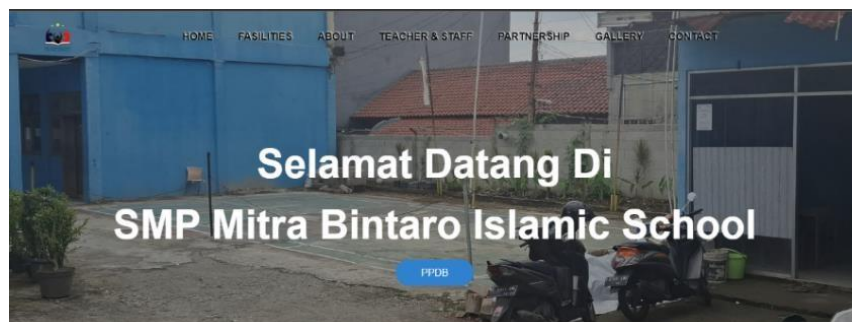 HOME FASILITIES ABOUT TEACHER & STAFF PARTNERSHIP GALLERY CONTACT
Selamat Datang Di
SMP Mitra Bintaro Islamic School
PPDB